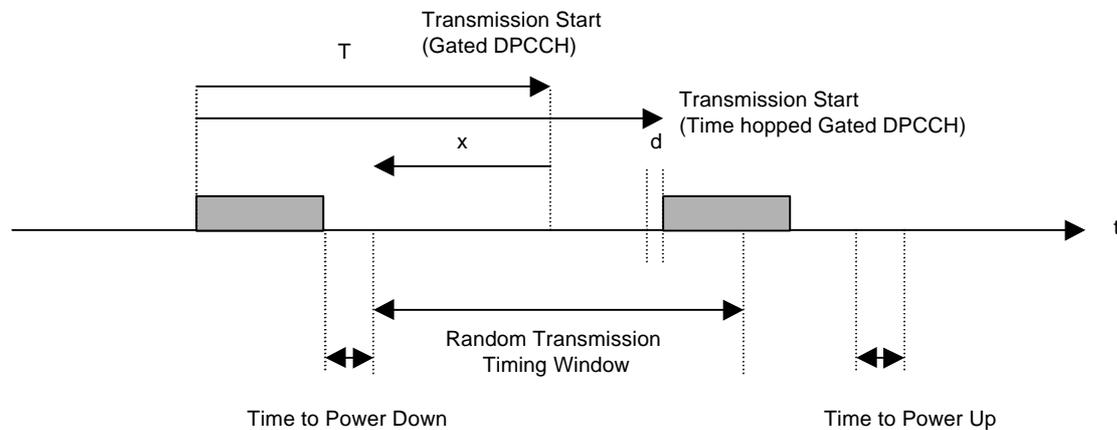 Transmission Start
(Gated DPCCH)
T
Transmission Start
(Time hopped Gated DPCCH)
x
d
t
Random Transmission
Timing Window
Time to Power Down
Time to Power Up